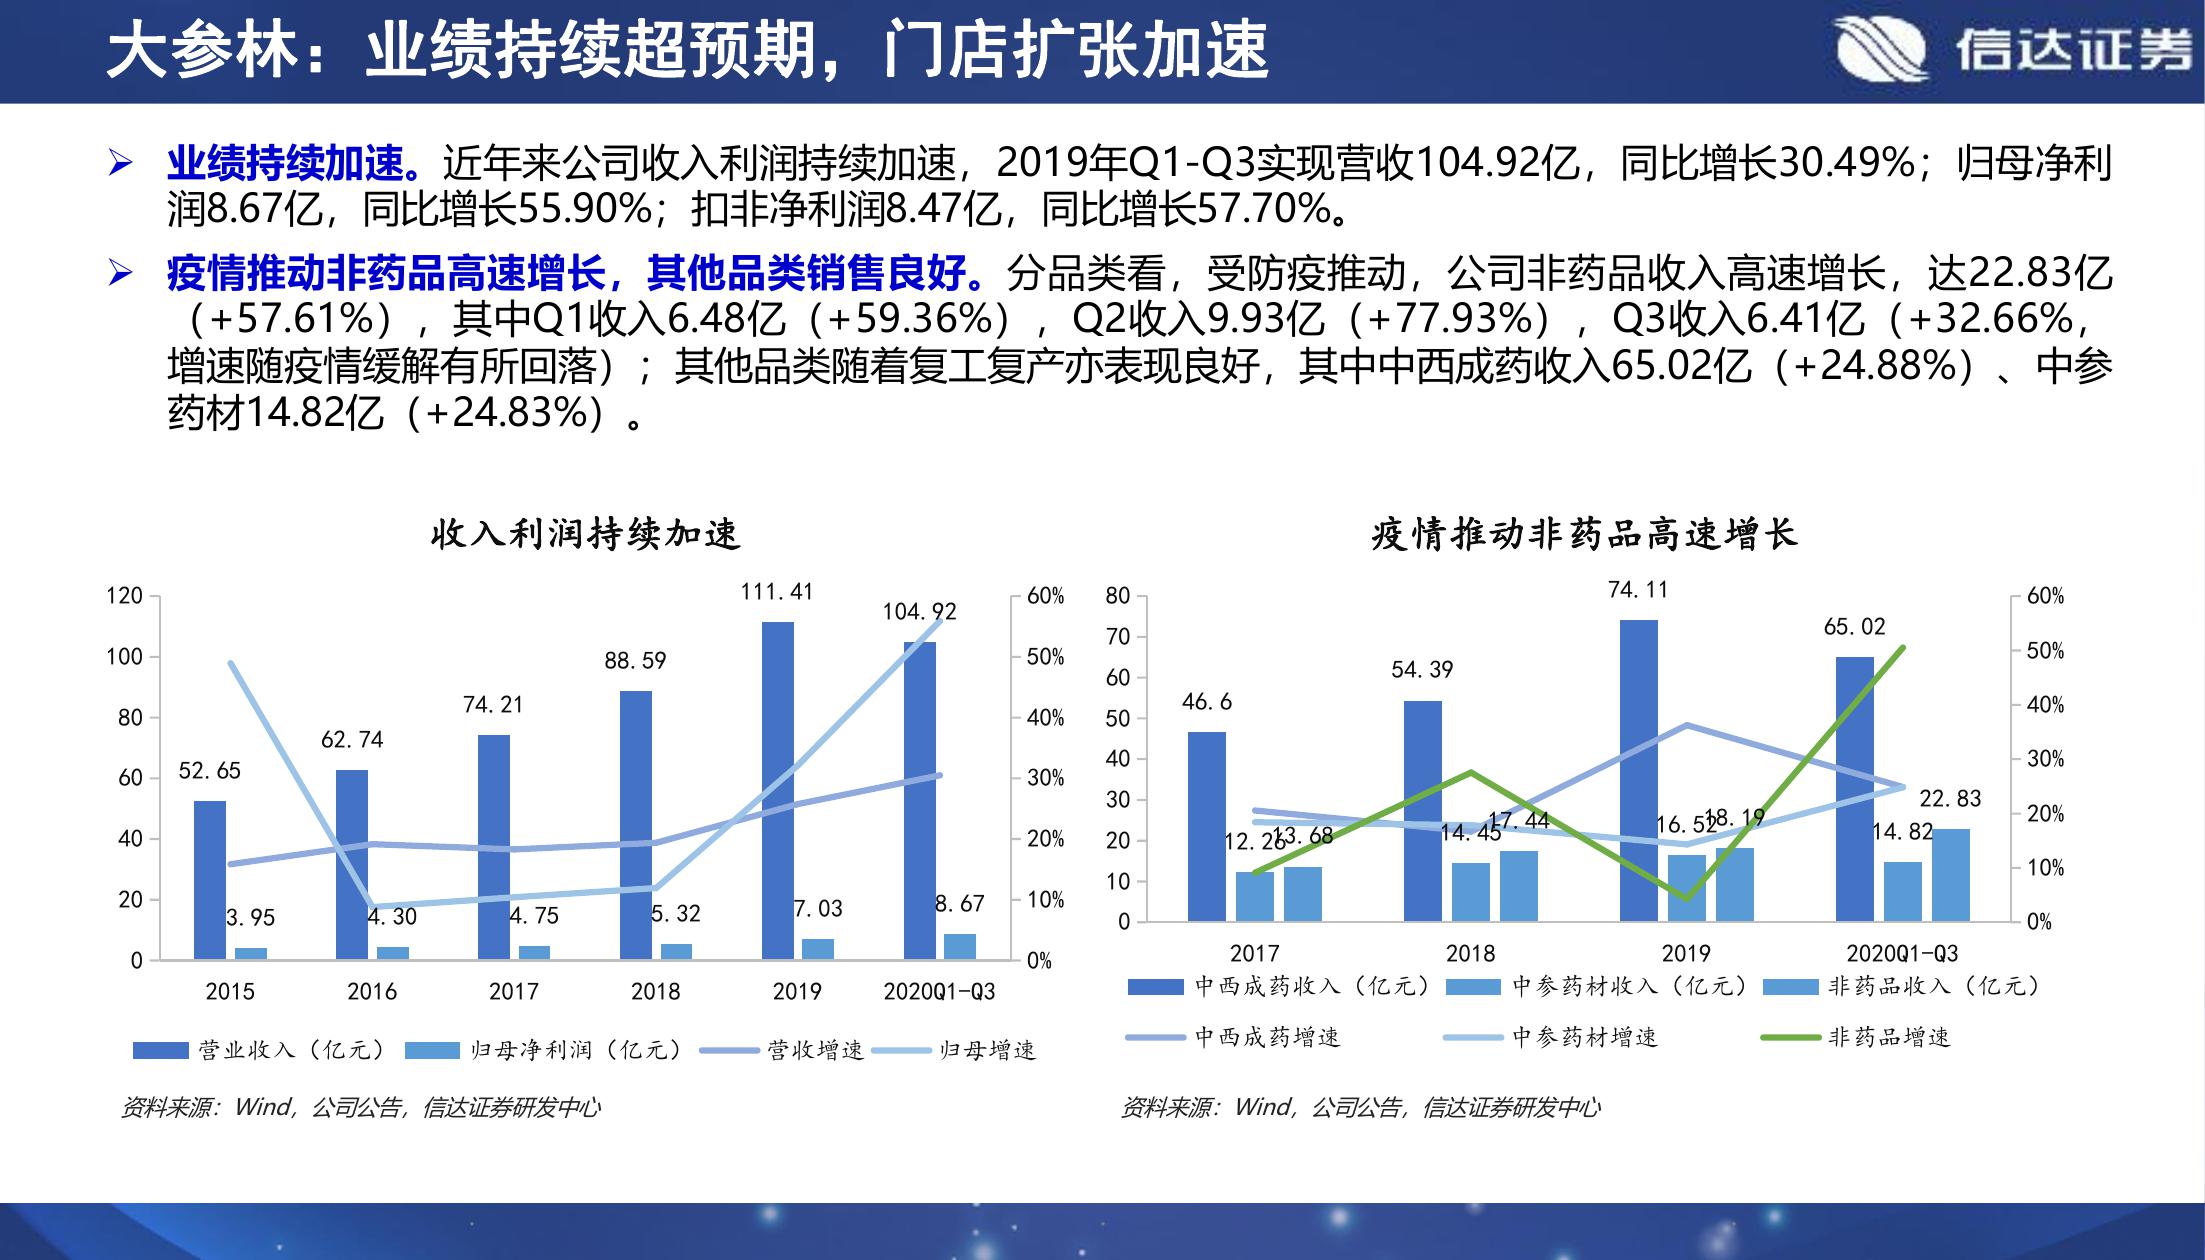 大参林：业绩持续超预期，门店扩张加速
信达证券
业绩持续加速。近年来公司收入利润持续加速，2019年Q1-Q3实现营收104.92亿，同比增长30.49%；归母净利
润8.67亿，同比增长55.90%；扣非净利润8.47亿，同比增长57.70%。
疫情推动非药品高速增长，其他品类销售良好。分品类看，受防疫推动，公司非药品收入高速增长，达22.83亿
（+57.61%），其中Q1收入6.48亿（+59.36%），Q2收入9.93亿（+77.93%），Q3收入6.41亿（+32.66%，
增速随疫情缓解有所回落）；其他品类随着复工复产亦表现良好，其中中西成药收入65.02亿（+24.88%）、中参
药材14.82亿（+24.83%）。
收入利润持续加速
120
100
80
60
40
20
0
60%
50%
40%
30%
20%
10%
0%
52.65
62.74
74.21
88.59
111.41
104.92
3.95
4.30
4.75
5.32
7.03
8.67
2015
2016
2017
2018
2019
2020Q1-Q3
营业收入（亿元）
归母净利润（亿元）
营收增速
归母增速
资料来源：Wind，公司公告，信达证券研发中心
疫情推动非药品高速增长
80
70
60
50
40
30
20
10
0
60%
50%
40%
30%
20%
10%
0%
46.6
54.39
74.11
65.02
12.26
13.68
14.45
17.44
16.52
18.19
14.82
22.83
2017
2018
2019
2020Q1-Q3
中西成药收入（亿元）
中参药材收入（亿元）
非药品收入（亿元）
中西成药增速
中参药材增速
非药品增速
资料来源：Wind，公司公告，信达证券研发中心